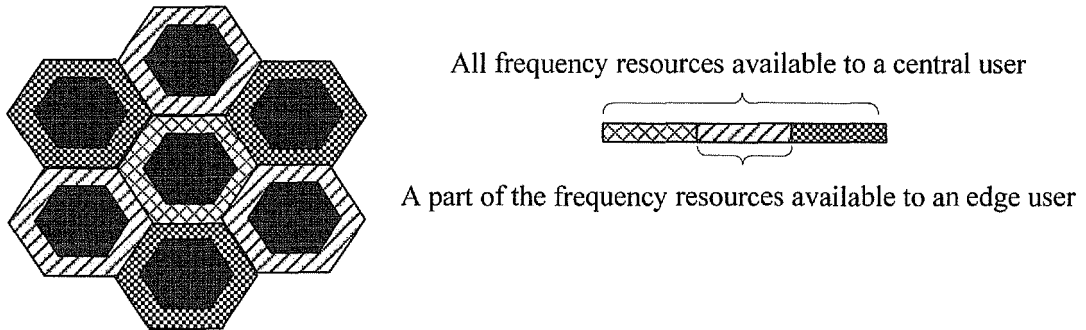 All frequency resources available to a central user
A part of the frequency resources available to an edge user